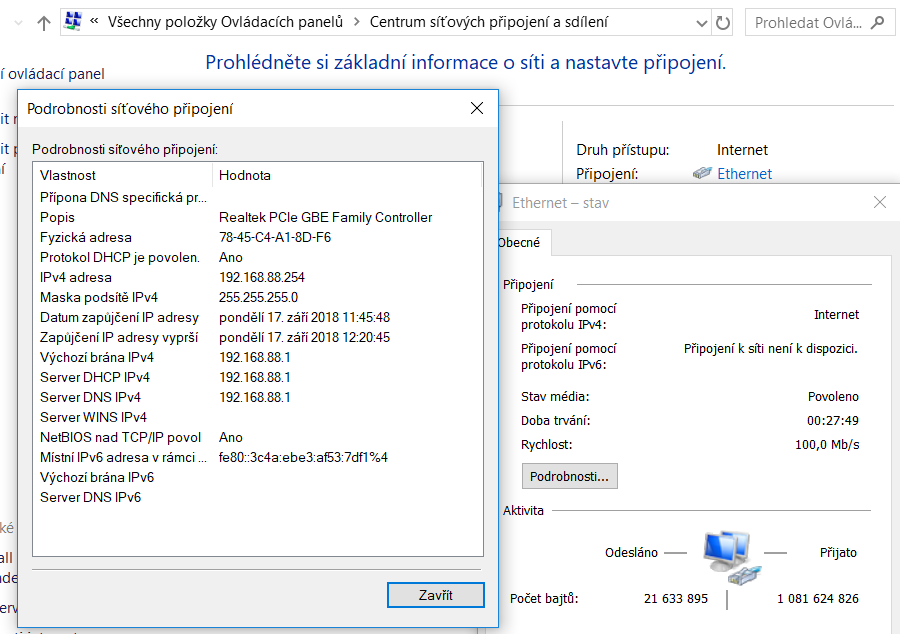 « Všechny položky Ovládacích panelů > Centrum síťových připojení a sdílení
Prohledat Ovlá...
Prohlédněte si základní informace o síti a nastavte připojení.
í ovládací panel
Druh přístupu: Internet
Připojení: Ethernet
Podrobnosti síťového připojení
Podrobnosti síťového připojení:
Vlastnost Hodnota
Přípona DNS specifická pr...
Popis Realtek PCIe GBE Family Controller
Fyzická adresa 78-45-C4-A1-8D-F6
Protokol DHCP je povolen. Ano
IPv4 adresa 192.168.88.254
Maska podsítě IPv4 255.255.255.0
Datum zapůjčení IP adresy pondělí 17. září 2018 11:45:48
Zapůjčení IP adresy vyprší pondělí 17. září 2018 12:20:45
Výchozí brána IPv4 192.168.88.1
Server DHCP IPv4 192.168.88.1
Server DNS IPv4 192.168.88.1
Server WINS IPv4
NetBIOS nad TCP/IP povol Ano
Místní IPv6 adresa v rámci ... fe80::3c4a:ebe3:af53:7df1%4
Výchozí brána IPv6
Server DNS IPv6
Zavřít
Ethernet – stav
Obecné
Připojení
Připojení pomocí
protokolu IPv4: Internet
Připojení pomocí
protokolu IPv6: Připojení k síti není k dispozici.
Stav média: Povoleno
Doba trvání: 00:27:49
Rychlost: 100,0 Mb/s
Podrobnosti...
Aktivita
Odesláno Přijato
Počet bajtů: 21 633 895 1 081 624 826